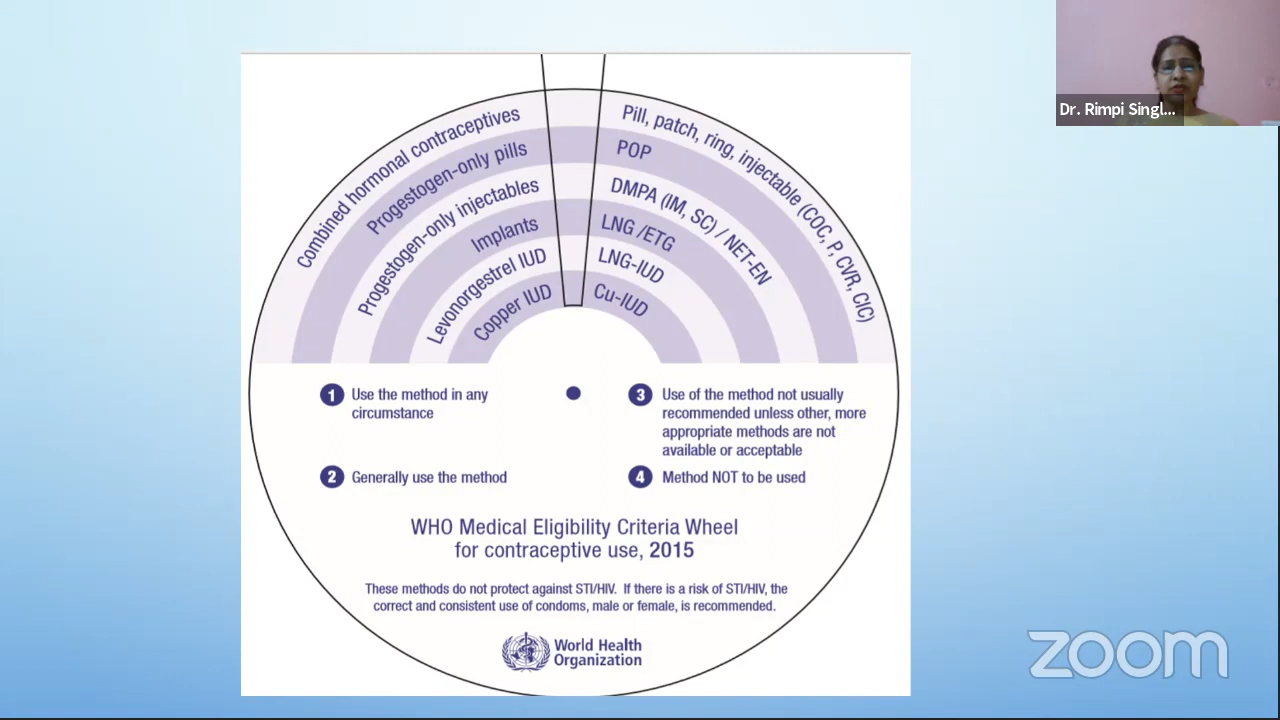 Dr. Rimpi Singl...
Combined hormonal contraceptives
Progestogen-only pills
Progestogen-only injectables
Implants
Levonorgestrel IUD
Copper IUD
Pill, patch, ring, injectable (COC, P, CVR, CIC)
POP
DMPA (IM, SC) / NET-EN
LNG /ETG
LNG-IUD
Cu-IUD
1 Use the method in any
circumstance
2 Generally use the method
3 Use of the method not usually
recommended unless other, more
appropriate methods are not
available or acceptable
4 Method NOT to be used
WHO Medical Eligibility Criteria Wheel
for contraceptive use, 2015
These methods do not protect against STI/HIV. If there is a risk of STI/HIV, the
correct and consistent use of condoms, male or female, is recommended.
World Health
Organization
zoom